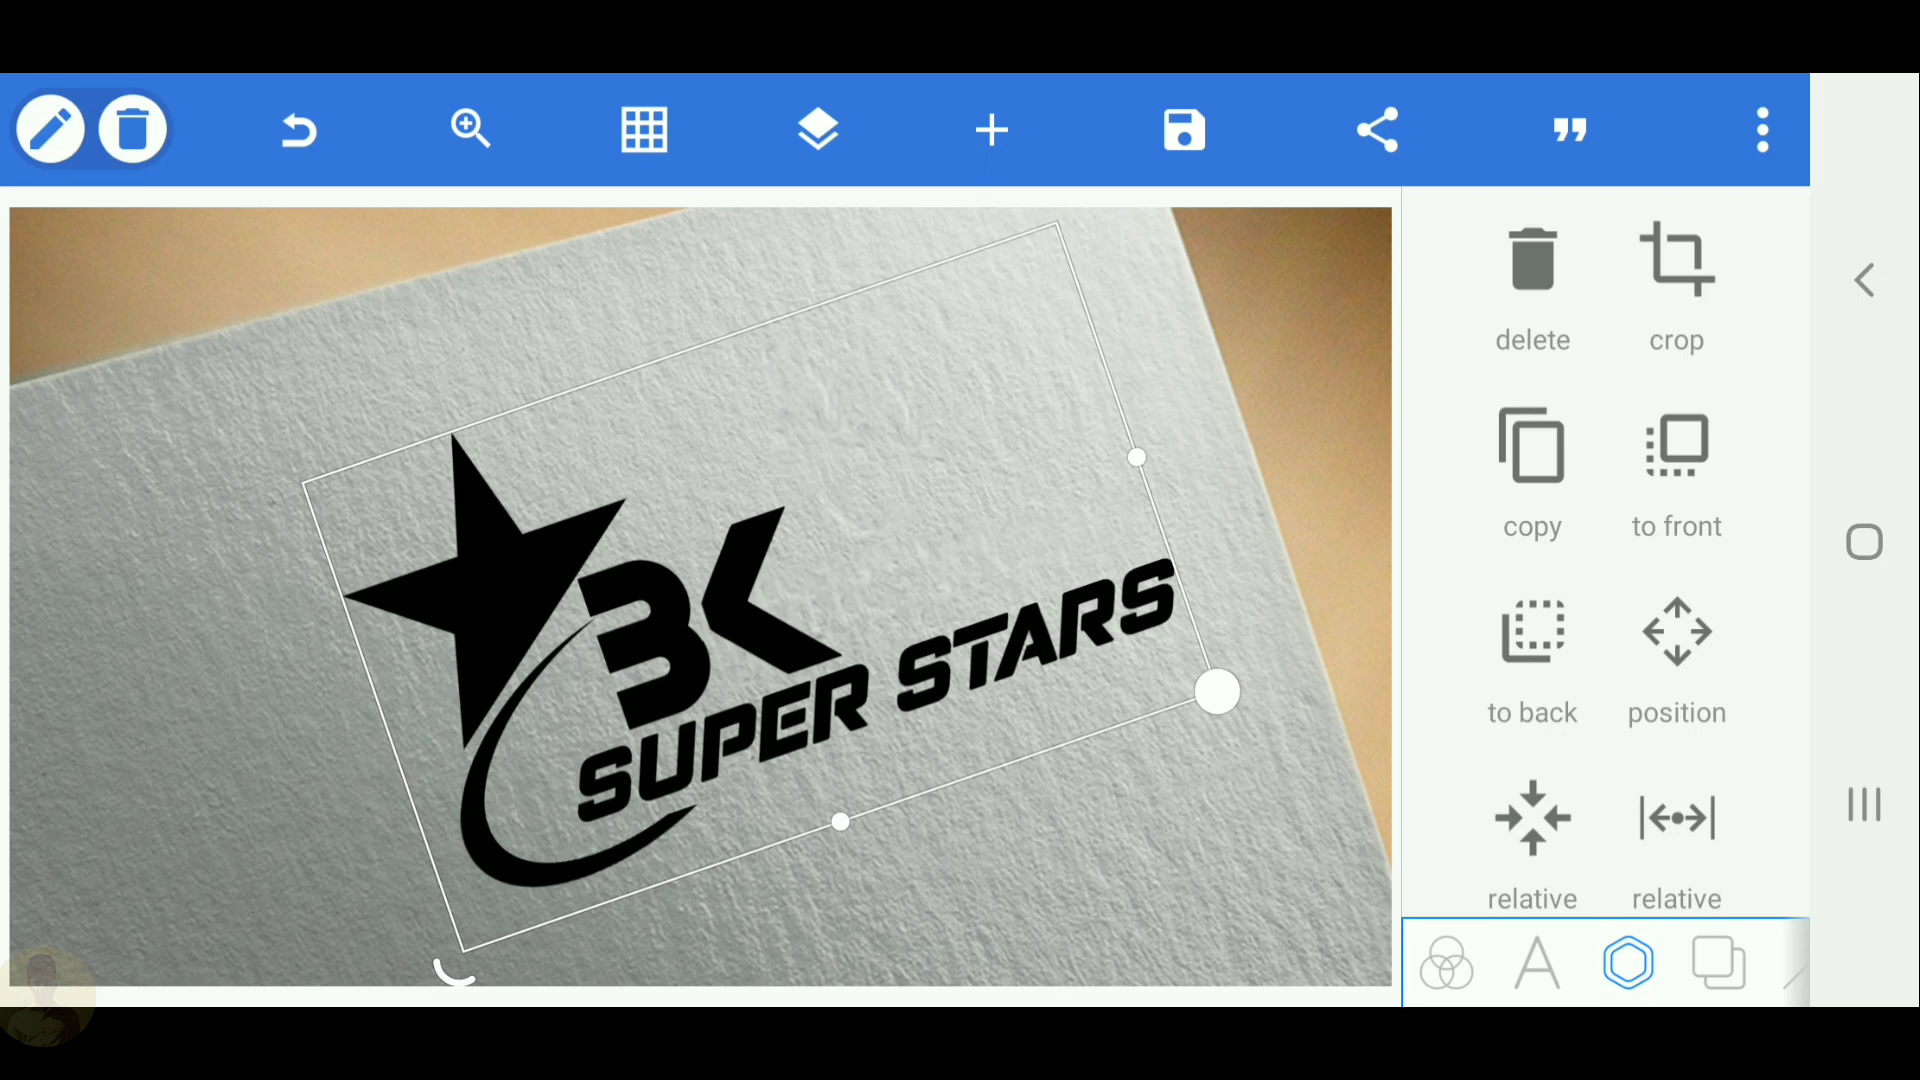 delete
crop
copy
to front
to back
position
relative
relative
BK
SUPER STARS